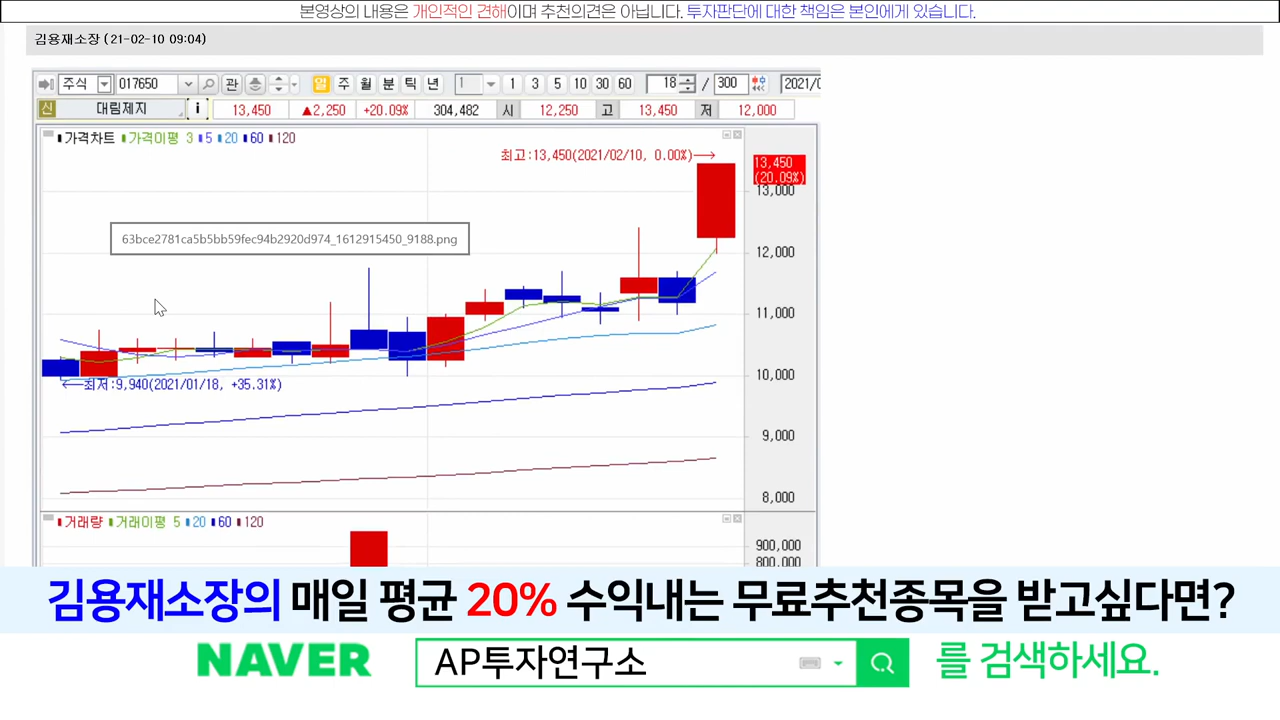 본영상의 내용은 개인적인 견해이며 추천의견은 아닙니다. 투자판단에 대한 책임은 본인에게 있습니다.
김용재소장 (21-02-10 09:04)
주식 017650 관 일 주 월 분 틱 년 1 1 3 5 10 30 60 18 / 300 2021/0
신 대림제지 i 13,450 ▲2,250 +20.09% 304,482 시 12,250 고 13,450 저 12,000
가격차트 가격이평 3 5 20 60 120
최고:13,450(2021/02/10, 0.00%)
13,450
(20.09%)
13,000
63bce2781ca5b5bb59fec94b2920d974_1612915450_9188.png
12,000
11,000
10,000
최저:9,940(2021/01/18, +35.31%)
9,000
8,000
거래량 거래이평 5 20 60 120
900,000
800,000
김용재소장의 매일 평균 20% 수익내는 무료추천종목을 받고싶다면?
NAVER AP투자연구소 를 검색하세요.